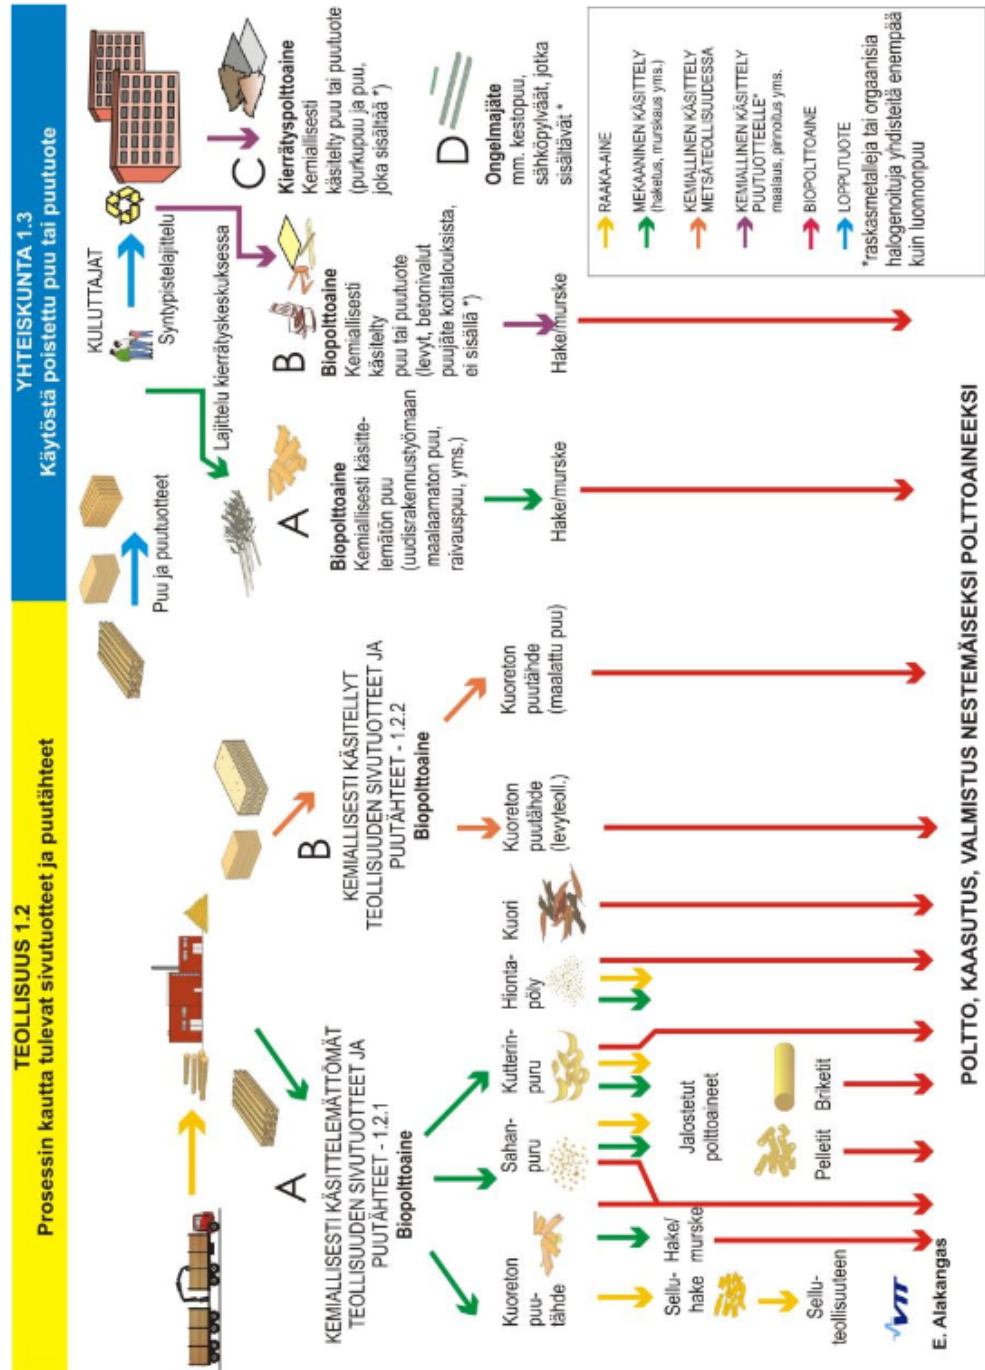 TEOLLISUUS 1.2
Prosessin kautta tulevat sivutuotteet ja puutähteet
YHTEISKUNTA 1.3
Käytöstä poistettu puu tai puutuote
A
KEMIALLISESTI KÄSITTELEMÄTTÖMÄT
TEOLLISUUDEN SIVUTUOTTEET JA
PUUTÄHTEET - 1.2.1
Biopolttoaine
Kuoreton
puu-
tähde
Sahan-
puru
Kutterin-
puru
Hionta-
pöly
Kuori
Sellu-
hake
Hake/
murske
Sellu-
teollisuuteen
Jalostetut
polttoaineet
Pelletit
Briketit
B
KEMIALLISESTI KÄSITELLYT
TEOLLISUUDEN SIVUTUOTTEET JA
PUUTÄHTEET - 1.2.2
Biopolttoaine
Kuoreton
puutähde
(levyteoll.)
Kuoreton
puutähde
(maalattu puu)
Puu ja puutuotteet
KULUTTAJAT
Syntypistelajittelu
Lajittelu kierrätyskeskuksessa
A
Biopolttoaine
Kemiallisesti käsitte-
lemätön puu
(uudisrakennustyömaan
maalaamaton puu,
raivauspuu, yms.)
Hake/murske
B
Biopolttoaine
Kemiallisesti
käsitelty
puu tai puutuote
(levyt, betonivalut
puujäte kotitalouksista,
ei sisällä *)
Hake/murske
C
Kierrätyspolttoaine
Kemiallisesti
käsitelty puu tai puutuote
(purkupuu ja puu,
joka sisältää *)
D
Ongelmajäte
mm. kestopuu,
sähköpylväät, jotka
sisältävät *
RAAKA-AINE
MEKAANINEN KÄSITTELY
(haketus, murskaus yms.)
KEMIALLINEN KÄSITTELY
METSÄTEOLLISUUDESSA
KEMIALLINEN KÄSITTELY
PUUTUOTTEELLE*
maalaus, pinnoitus yms.
BIOPOLTTOAINE
LOPPUTUOTE
*raskasmetalleja tai orgaanisia
halogenoituja yhdisteitä enempää
kuin luonnonpuu
VTT
E. Alakangas
POLTTO, KAASUTUS, VALMISTUS NESTEMÄISEKSI POLTTOAINEEKSI